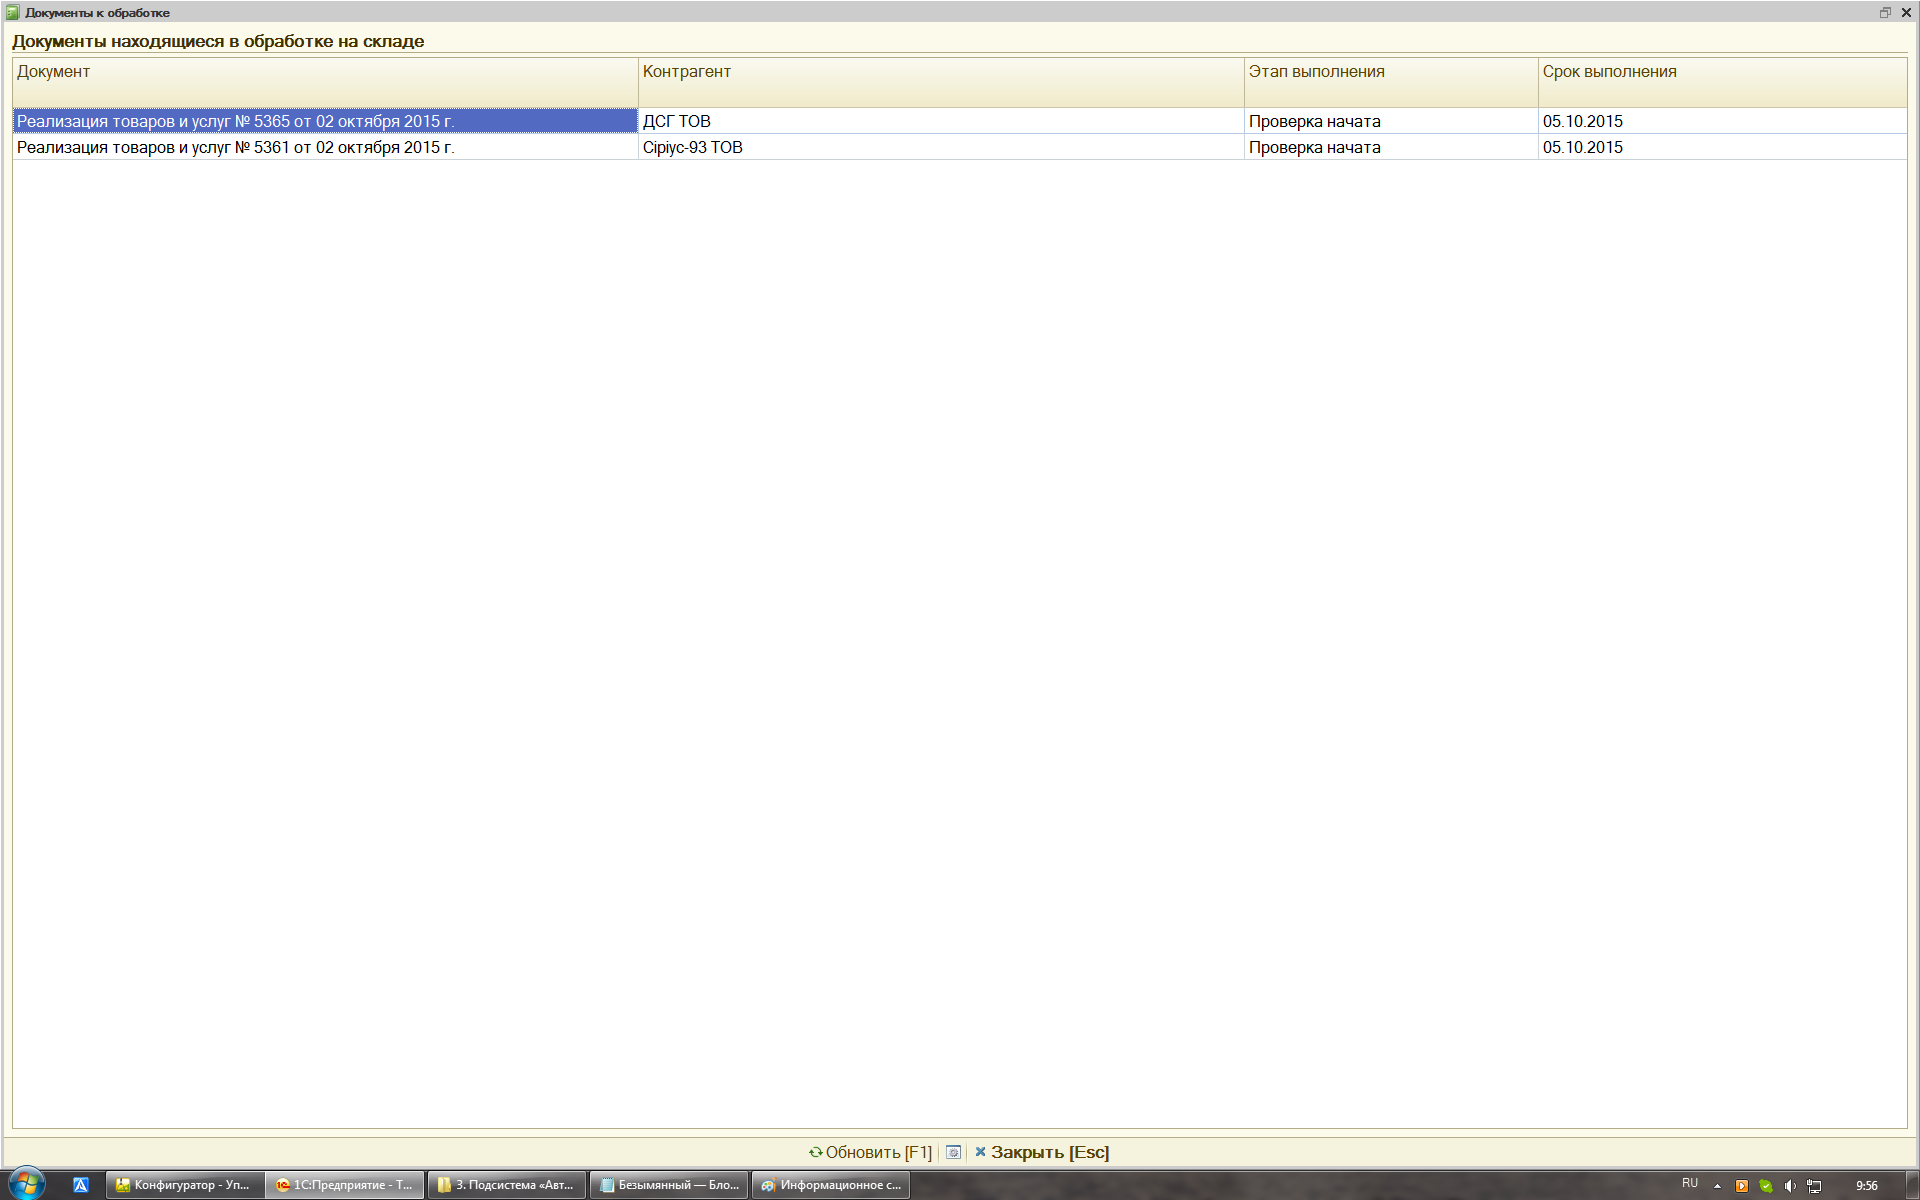 Документы к обработке
Документы находящиеся в обработке на складе
Документ Контрагент Этап выполнения Срок выполнения
Реализация товаров и услуг № 5365 от 02 октября 2015 г. ДСГ ТОВ Проверка начата 05.10.2015
Реализация товаров и услуг № 5361 от 02 октября 2015 г. Сіріус-93 ТОВ Проверка начата 05.10.2015
Обновить [F1] Закрыть [Esc]
Конфигуратор - Уп... 1С:Предприятие - Т... 3. Подсистема «Авт... Безымянный — Бло... Информационное с... RU 9:56